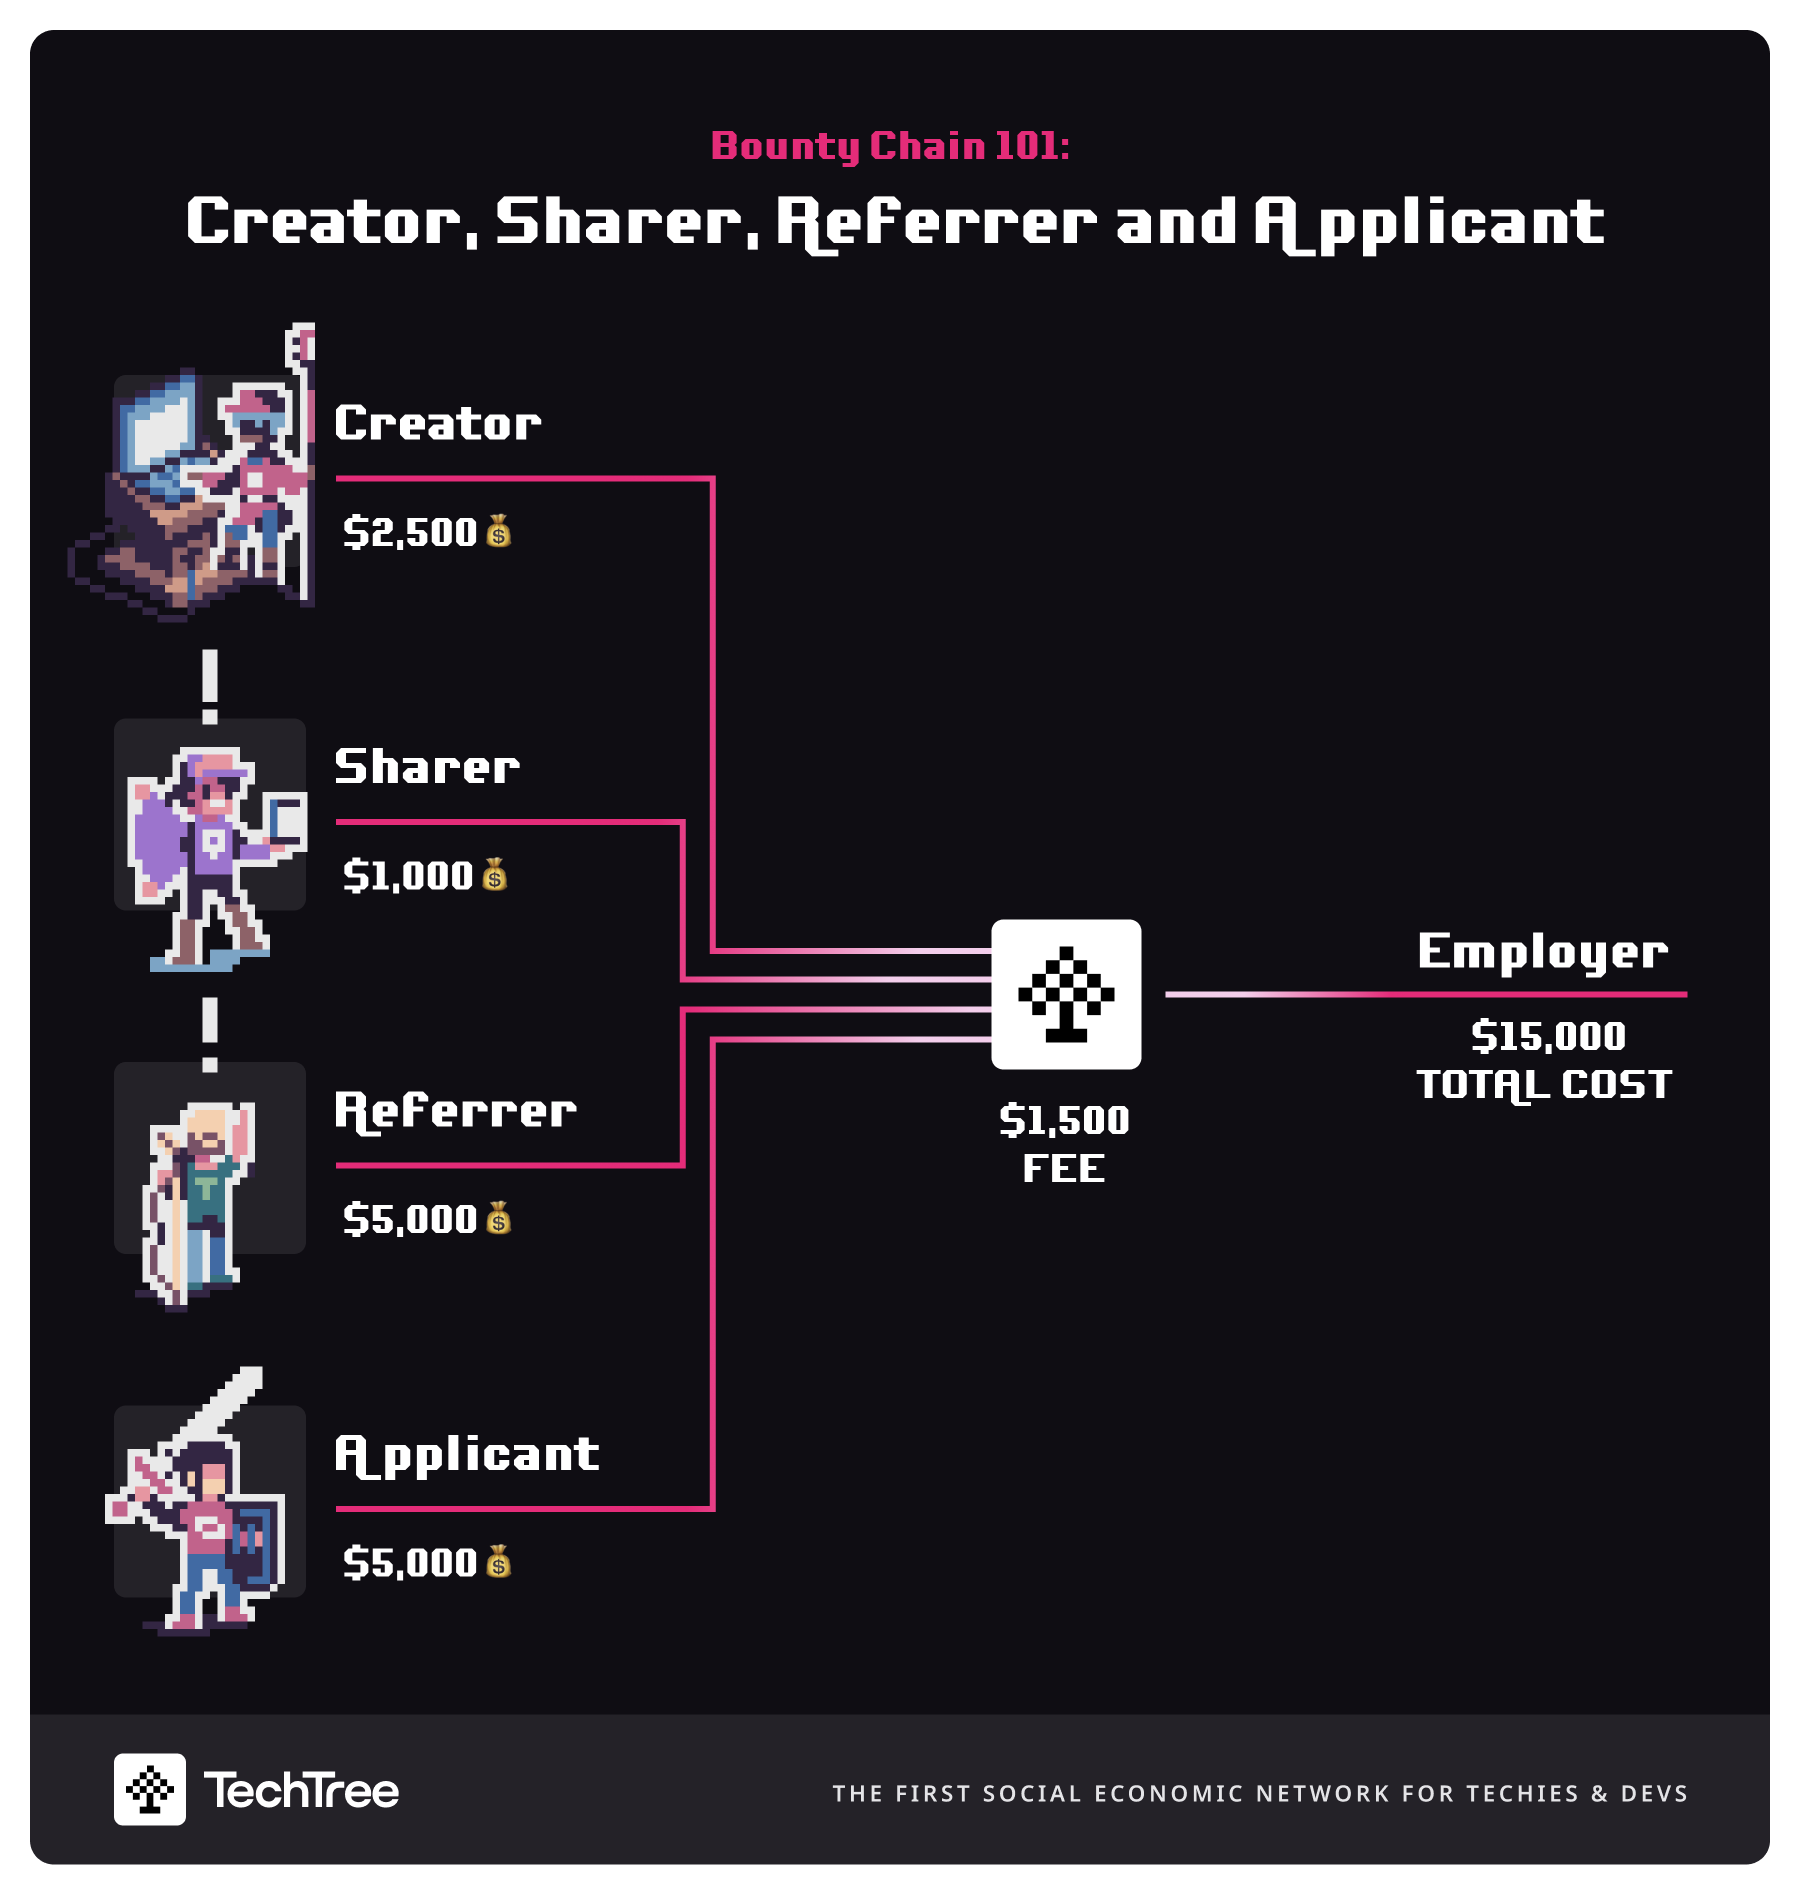 Bounty Chain 101:
Creator, Sharer, Referrer and Applicant
Creator
$2,500
Sharer
$1,000
Referrer
$5,000
Applicant
$5,000
$1,500
FEE
Employer
$15,000
TOTAL COST
TechTree
THE FIRST SOCIAL ECONOMIC NETWORK FOR TECHIES & DEVS